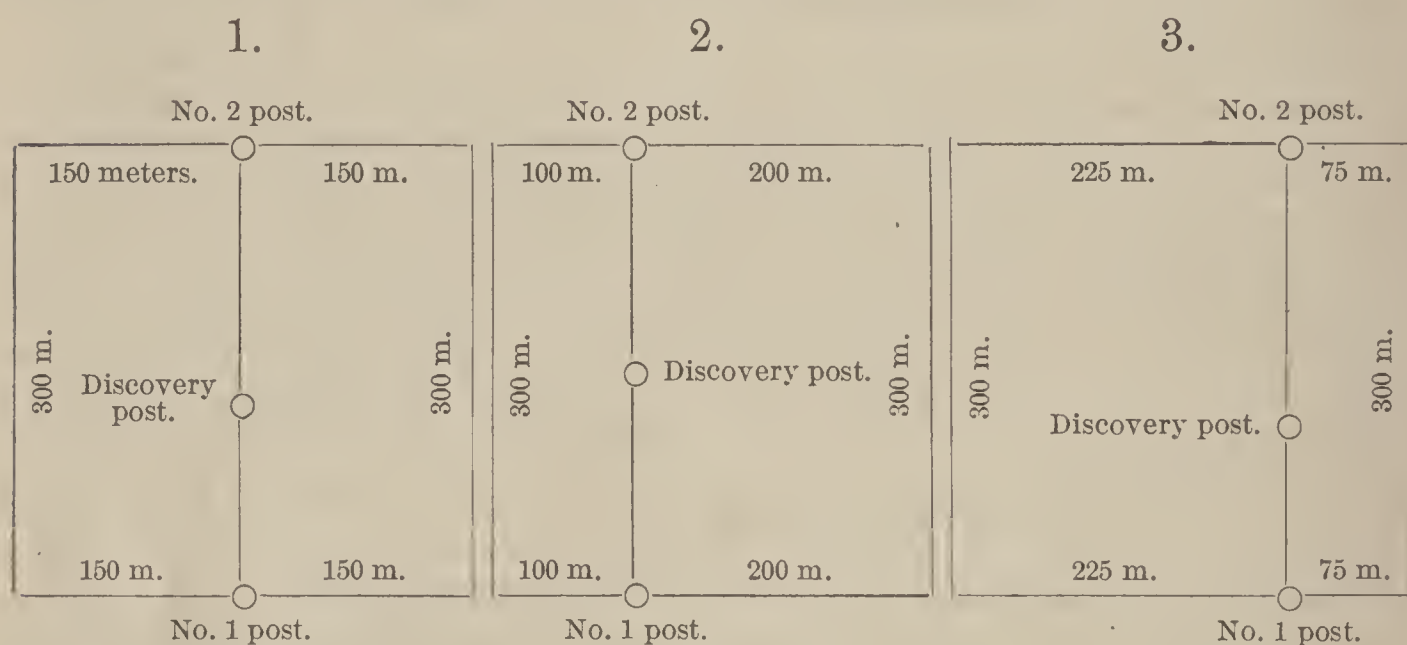 1.
No. 2 post.
150 meters.
150 m.
300 m.
Discovery
post.
300 m.
150 m.
150 m.
No. 1 post.
2.
No. 2 post.
100 m.
200 m.
300 m.
Discovery post.
300 m.
100 m.
200 m.
No. 1 post.
3.
No. 2 post.
225 m.
75 m.
300 m.
Discovery post.
300 m.
225 m.
75 m.
No. 1 post.